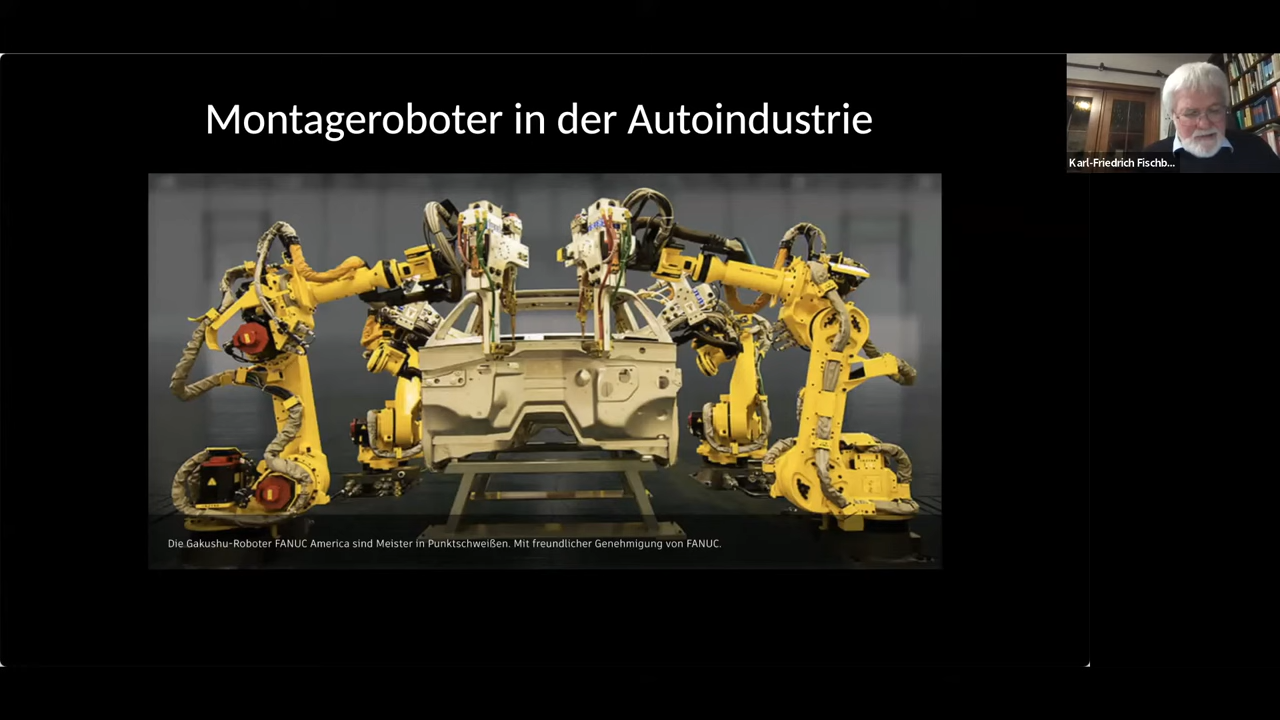 Montageroboter in der Autoindustrie
Karl-Friedrich Fischb...
Die Gakushu-Roboter FANUC America sind Meister in Punktschweißen. Mit freundlicher Genehmigung von FANUC.